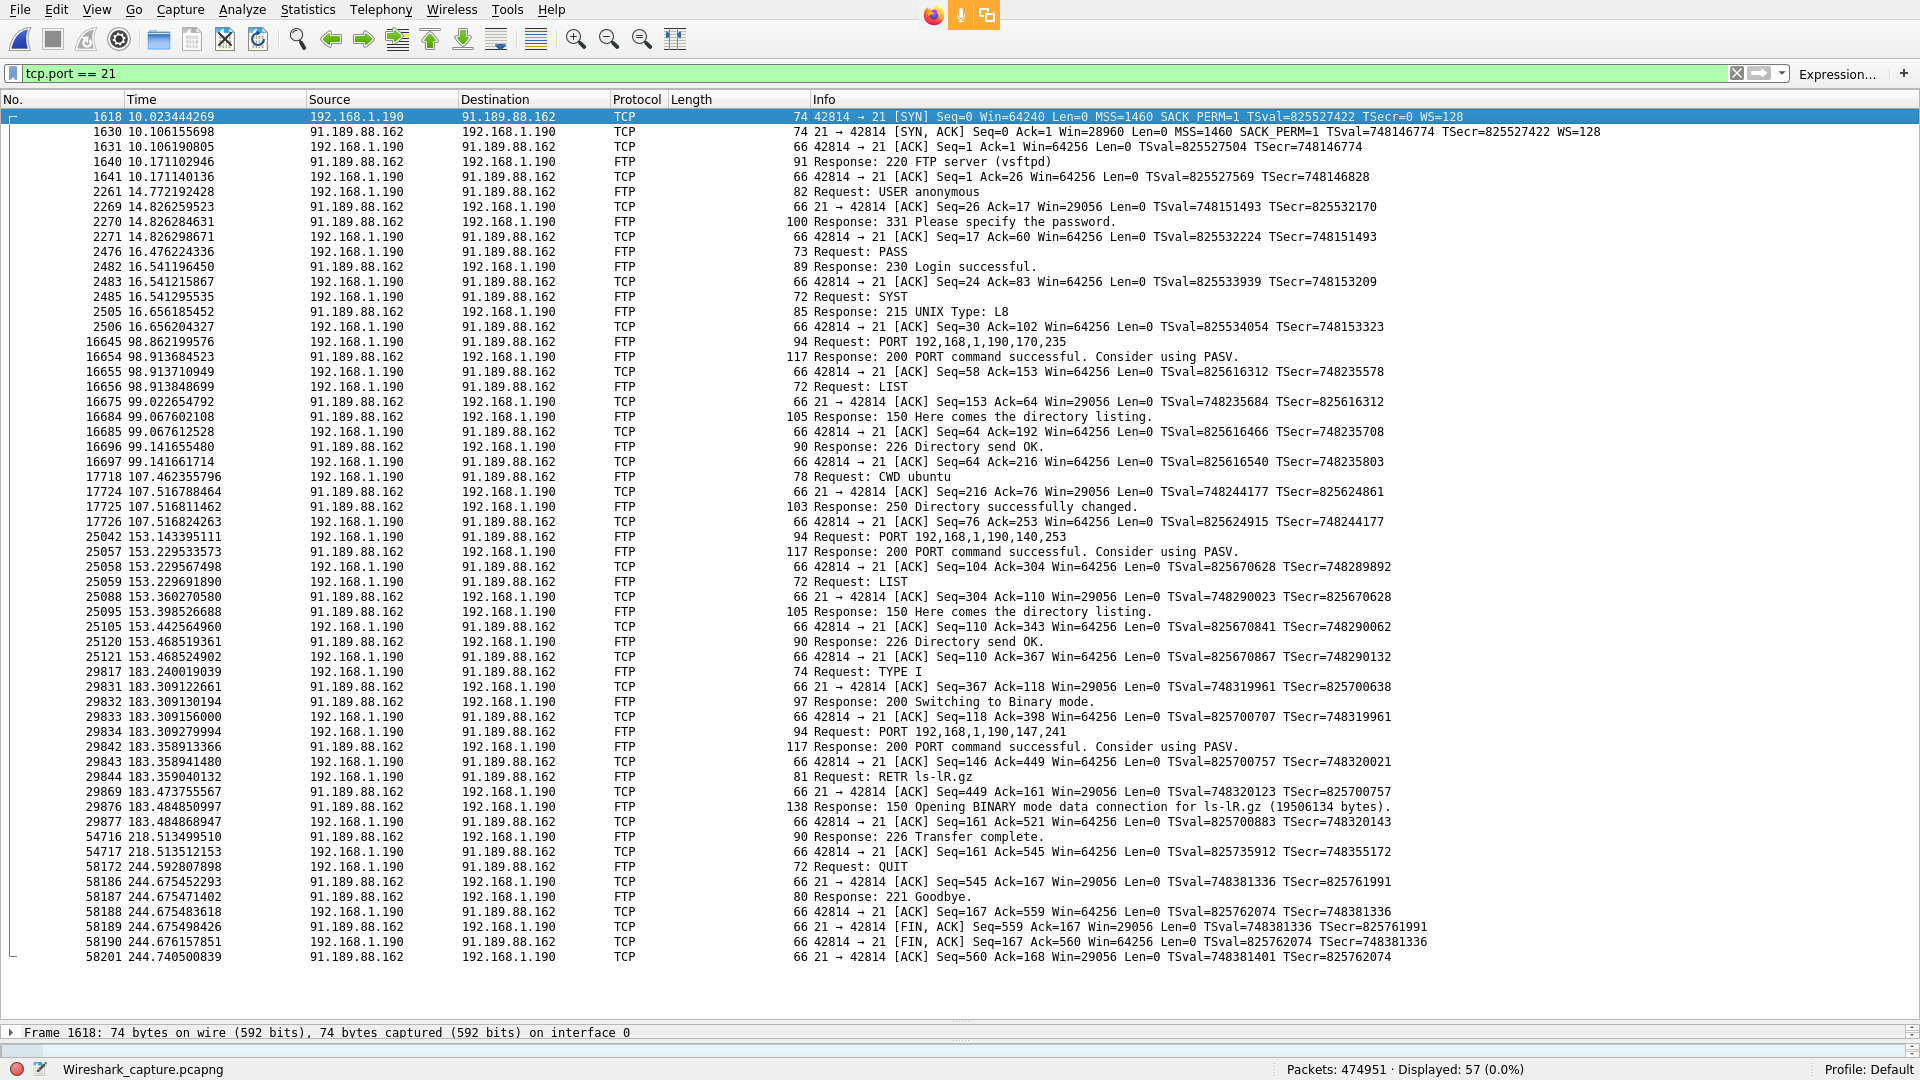 File Edit View Go Capture Analyze Statistics Telephony Wireless Tools Help
tcp.port == 21 Expression... +
No. Time Source Destination Protocol Length Info
1618 10.023444269 192.168.1.190 91.189.88.162 TCP 74 42814 → 21 [SYN] Seq=0 Win=64240 Len=0 MSS=1460 SACK_PERM=1 TSval=825527422 TSecr=0 WS=128
1630 10.106155698 91.189.88.162 192.168.1.190 TCP 74 21 → 42814 [SYN, ACK] Seq=0 Ack=1 Win=28960 Len=0 MSS=1460 SACK_PERM=1 TSval=748146774 TSecr=825527422 WS=128
1631 10.106190805 192.168.1.190 91.189.88.162 TCP 66 42814 → 21 [ACK] Seq=1 Ack=1 Win=64256 Len=0 TSval=825527504 TSecr=748146774
1640 10.171102946 91.189.88.162 192.168.1.190 FTP 91 Response: 220 FTP server (vsftpd)
1641 10.171140136 192.168.1.190 91.189.88.162 TCP 66 42814 → 21 [ACK] Seq=1 Ack=26 Win=64256 Len=0 TSval=825527569 TSecr=748146828
2261 14.772192428 192.168.1.190 91.189.88.162 FTP 82 Request: USER anonymous
2269 14.826259523 91.189.88.162 192.168.1.190 TCP 66 21 → 42814 [ACK] Seq=26 Ack=17 Win=29056 Len=0 TSval=748151493 TSecr=825532170
2270 14.826284631 91.189.88.162 192.168.1.190 FTP 100 Response: 331 Please specify the password.
2271 14.826298671 192.168.1.190 91.189.88.162 TCP 66 42814 → 21 [ACK] Seq=17 Ack=60 Win=64256 Len=0 TSval=825532224 TSecr=748151493
2476 16.476224336 192.168.1.190 91.189.88.162 FTP 73 Request: PASS
2482 16.541196450 91.189.88.162 192.168.1.190 FTP 89 Response: 230 Login successful.
2483 16.541215867 192.168.1.190 91.189.88.162 TCP 66 42814 → 21 [ACK] Seq=24 Ack=83 Win=64256 Len=0 TSval=825533939 TSecr=748153209
2485 16.541295535 192.168.1.190 91.189.88.162 FTP 72 Request: SYST
2505 16.656185452 91.189.88.162 192.168.1.190 FTP 85 Response: 215 UNIX Type: L8
2506 16.656204327 192.168.1.190 91.189.88.162 TCP 66 42814 → 21 [ACK] Seq=30 Ack=102 Win=64256 Len=0 TSval=825534054 TSecr=748153323
16645 98.862199576 192.168.1.190 91.189.88.162 FTP 94 Request: PORT 192,168,1,190,170,235
16654 98.913684523 91.189.88.162 192.168.1.190 FTP 117 Response: 200 PORT command successful. Consider using PASV.
16655 98.913710949 192.168.1.190 91.189.88.162 TCP 66 42814 → 21 [ACK] Seq=58 Ack=153 Win=64256 Len=0 TSval=825616312 TSecr=748235578
16656 98.913848699 192.168.1.190 91.189.88.162 FTP 72 Request: LIST
16675 99.022654792 91.189.88.162 192.168.1.190 TCP 66 21 → 42814 [ACK] Seq=153 Ack=64 Win=29056 Len=0 TSval=748235684 TSecr=825616312
16684 99.067602108 91.189.88.162 192.168.1.190 FTP 105 Response: 150 Here comes the directory listing.
16685 99.067612528 192.168.1.190 91.189.88.162 TCP 66 42814 → 21 [ACK] Seq=64 Ack=192 Win=64256 Len=0 TSval=825616466 TSecr=748235708
16696 99.141655480 91.189.88.162 192.168.1.190 FTP 90 Response: 226 Directory send OK.
16697 99.141661714 192.168.1.190 91.189.88.162 TCP 66 42814 → 21 [ACK] Seq=64 Ack=216 Win=64256 Len=0 TSval=825616540 TSecr=748235803
17718 107.462355796 192.168.1.190 91.189.88.162 FTP 78 Request: CWD ubuntu
17724 107.516788464 91.189.88.162 192.168.1.190 TCP 66 21 → 42814 [ACK] Seq=216 Ack=76 Win=29056 Len=0 TSval=748244177 TSecr=825624861
17725 107.516811462 91.189.88.162 192.168.1.190 FTP 103 Response: 250 Directory successfully changed.
17726 107.516824263 192.168.1.190 91.189.88.162 TCP 66 42814 → 21 [ACK] Seq=76 Ack=253 Win=64256 Len=0 TSval=825624915 TSecr=748244177
25042 153.143395111 192.168.1.190 91.189.88.162 FTP 94 Request: PORT 192,168,1,190,140,253
25057 153.229533573 91.189.88.162 192.168.1.190 FTP 117 Response: 200 PORT command successful. Consider using PASV.
25058 153.229567498 192.168.1.190 91.189.88.162 TCP 66 42814 → 21 [ACK] Seq=104 Ack=304 Win=64256 Len=0 TSval=825670628 TSecr=748289892
25059 153.229691890 192.168.1.190 91.189.88.162 FTP 72 Request: LIST
25088 153.360270580 91.189.88.162 192.168.1.190 TCP 66 21 → 42814 [ACK] Seq=304 Ack=110 Win=29056 Len=0 TSval=748290023 TSecr=825670628
25095 153.398526688 91.189.88.162 192.168.1.190 FTP 105 Response: 150 Here comes the directory listing.
25105 153.442564960 192.168.1.190 91.189.88.162 TCP 66 42814 → 21 [ACK] Seq=110 Ack=343 Win=64256 Len=0 TSval=825670841 TSecr=748290062
25120 153.468519361 91.189.88.162 192.168.1.190 FTP 90 Response: 226 Directory send OK.
25121 153.468524902 192.168.1.190 91.189.88.162 TCP 66 42814 → 21 [ACK] Seq=110 Ack=367 Win=64256 Len=0 TSval=825670867 TSecr=748290132
29817 183.240019039 192.168.1.190 91.189.88.162 FTP 74 Request: TYPE I
29831 183.309122661 91.189.88.162 192.168.1.190 TCP 66 21 → 42814 [ACK] Seq=367 Ack=118 Win=29056 Len=0 TSval=748319961 TSecr=825700638
29832 183.309130194 91.189.88.162 192.168.1.190 FTP 97 Response: 200 Switching to Binary mode.
29833 183.309156000 192.168.1.190 91.189.88.162 TCP 66 42814 → 21 [ACK] Seq=118 Ack=398 Win=64256 Len=0 TSval=825700707 TSecr=748319961
29834 183.309279994 192.168.1.190 91.189.88.162 FTP 94 Request: PORT 192,168,1,190,147,241
29842 183.358913366 91.189.88.162 192.168.1.190 FTP 117 Response: 200 PORT command successful. Consider using PASV.
29843 183.358941480 192.168.1.190 91.189.88.162 TCP 66 42814 → 21 [ACK] Seq=146 Ack=449 Win=64256 Len=0 TSval=825700757 TSecr=748320021
29844 183.359040132 192.168.1.190 91.189.88.162 FTP 81 Request: RETR ls-lR.gz
29869 183.473755567 91.189.88.162 192.168.1.190 TCP 66 21 → 42814 [ACK] Seq=449 Ack=161 Win=29056 Len=0 TSval=748320123 TSecr=825700757
29876 183.484850997 91.189.88.162 192.168.1.190 FTP 138 Response: 150 Opening BINARY mode data connection for ls-lR.gz (19506134 bytes).
29877 183.484868947 192.168.1.190 91.189.88.162 TCP 66 42814 → 21 [ACK] Seq=161 Ack=521 Win=64256 Len=0 TSval=825700883 TSecr=748320143
54716 218.513499510 91.189.88.162 192.168.1.190 FTP 90 Response: 226 Transfer complete.
54717 218.513512153 192.168.1.190 91.189.88.162 TCP 66 42814 → 21 [ACK] Seq=161 Ack=545 Win=64256 Len=0 TSval=825735912 TSecr=748355172
58172 244.592807898 192.168.1.190 91.189.88.162 FTP 72 Request: QUIT
58186 244.675452293 91.189.88.162 192.168.1.190 TCP 66 21 → 42814 [ACK] Seq=545 Ack=167 Win=29056 Len=0 TSval=748381336 TSecr=825761991
58187 244.675471402 91.189.88.162 192.168.1.190 FTP 80 Response: 221 Goodbye.
58188 244.675483618 192.168.1.190 91.189.88.162 TCP 66 42814 → 21 [ACK] Seq=167 Ack=559 Win=64256 Len=0 TSval=825762074 TSecr=748381336
58189 244.675498426 91.189.88.162 192.168.1.190 TCP 66 21 → 42814 [FIN, ACK] Seq=559 Ack=167 Win=29056 Len=0 TSval=748381336 TSecr=825761991
58190 244.676157851 192.168.1.190 91.189.88.162 TCP 66 42814 → 21 [FIN, ACK] Seq=167 Ack=560 Win=64256 Len=0 TSval=825762074 TSecr=748381336
58201 244.740500839 91.189.88.162 192.168.1.190 TCP 66 21 → 42814 [ACK] Seq=560 Ack=168 Win=29056 Len=0 TSval=748381401 TSecr=825762074
Frame 1618: 74 bytes on wire (592 bits), 74 bytes captured (592 bits) on interface 0
Wireshark_capture.pcapng Packets: 474951 · Displayed: 57 (0.0%) Profile: Default